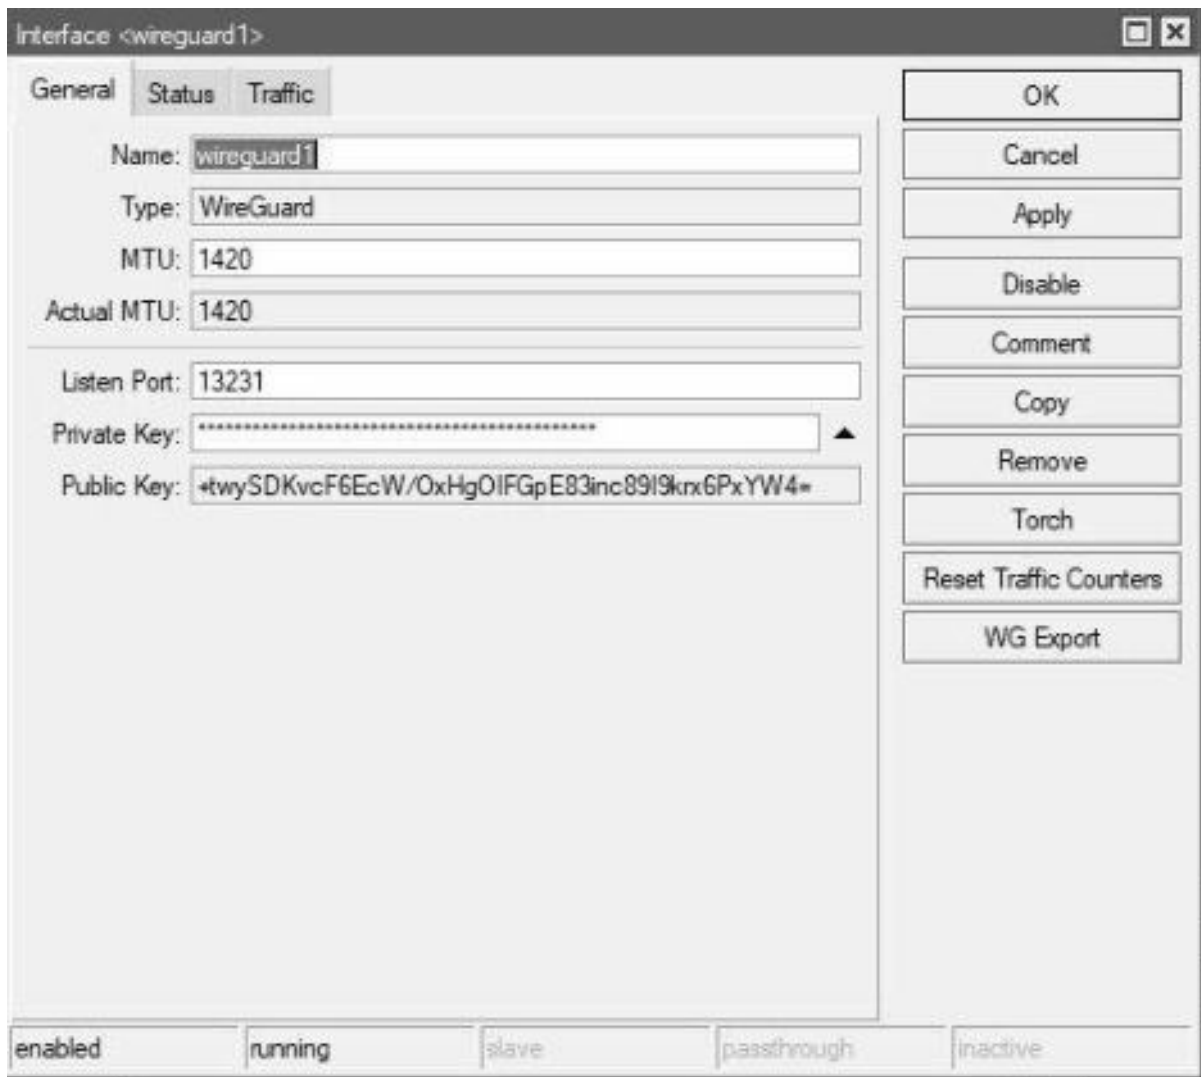 Interface <wireguard1>
General Status Traffic
Name: wireguard1
Type: WireGuard
MTU: 1420
Actual MTU: 1420
Listen Port: 13231
Private Key: ********************************************
Public Key: +twySDKvcF6EcW/OxHgOIFGpE83inc89I9krx6PxYW4=
OK
Cancel
Apply
Disable
Comment
Copy
Remove
Torch
Reset Traffic Counters
WG Export
enabled running slave passthrough inactive